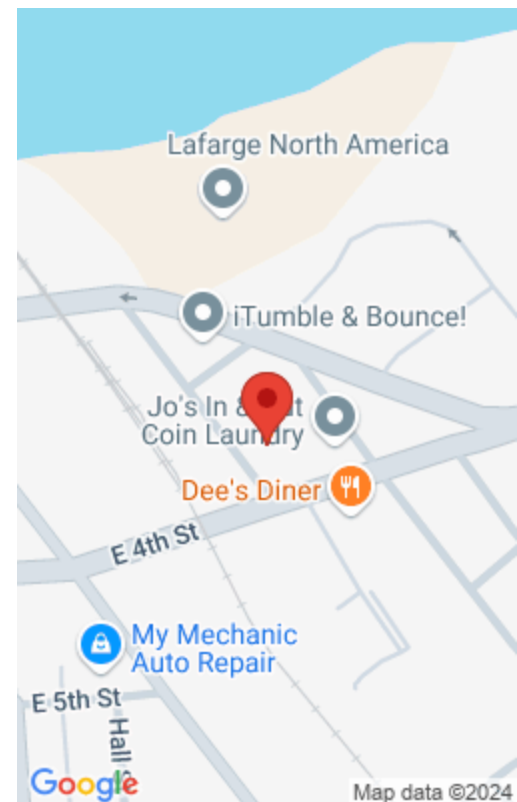 Lafarge North America
iTumble & Bounce!
Jo's In &
Coin Laundry
Dee's Diner
E 4th St
My Mechanic
Auto Repair
E 5th St
Hall
Google
Map data ©2024